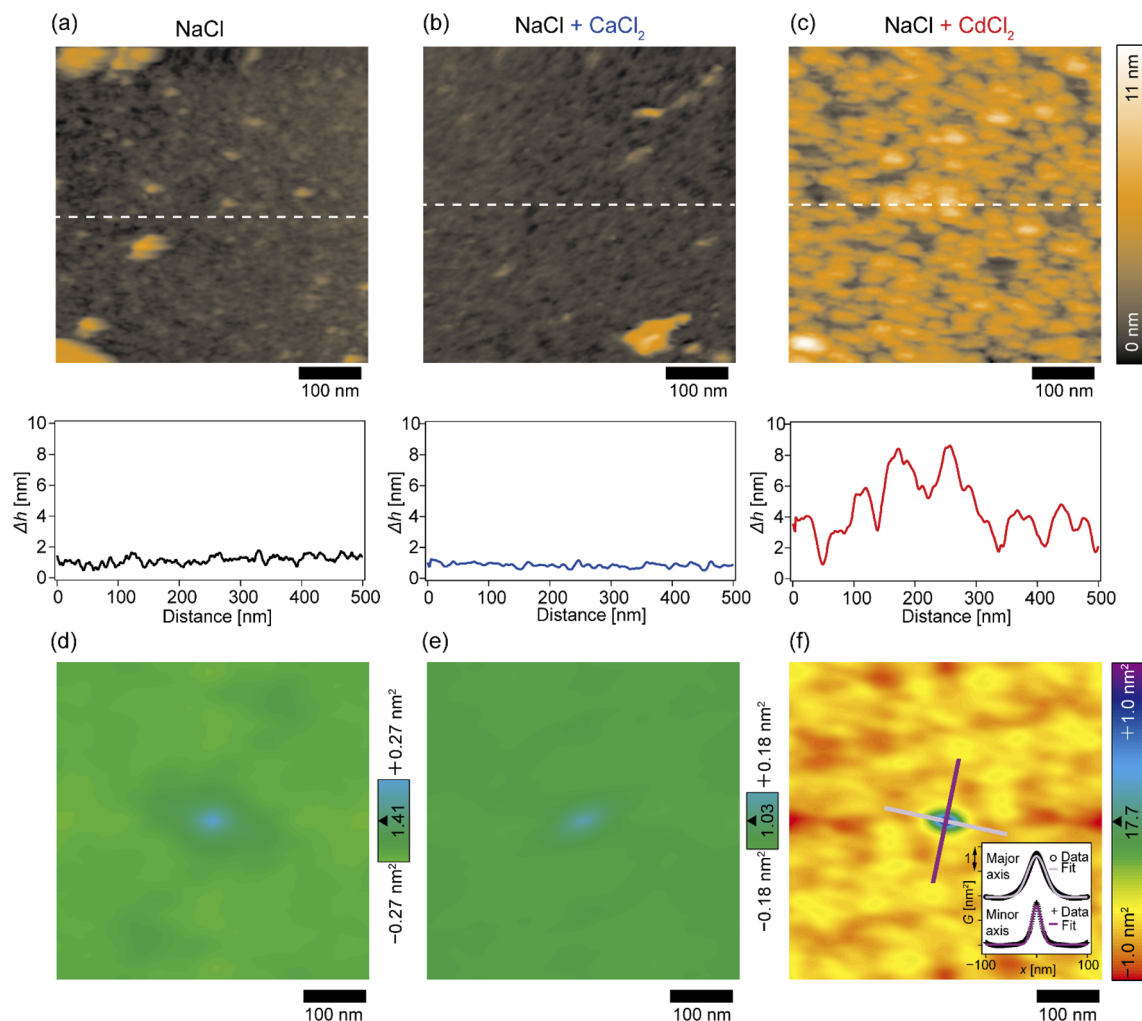 (a)
NaCl
(b)
NaCl + CaCl₂
(c)
NaCl + CdCl₂
11 nm
0 nm
100 nm
100 nm
100 nm
10
8
6
4
2
0
Δh [nm]
0
100
200
300
400
500
Distance [nm]
10
8
6
4
2
0
Δh [nm]
0
100
200
300
400
500
Distance [nm]
10
8
6
4
2
0
Δh [nm]
0
100
200
300
400
500
Distance [nm]
(d)
+0.27 nm²
1.41
−0.27 nm²
100 nm
(e)
+0.18 nm²
1.03
−0.18 nm²
100 nm
(f)
+1.0 nm²
17.7
−1.0 nm²
1
Major
axis
Data
Fit
Minor
axis
Data
Fit
G [nm²]
−100
0
100
x [nm]
100 nm